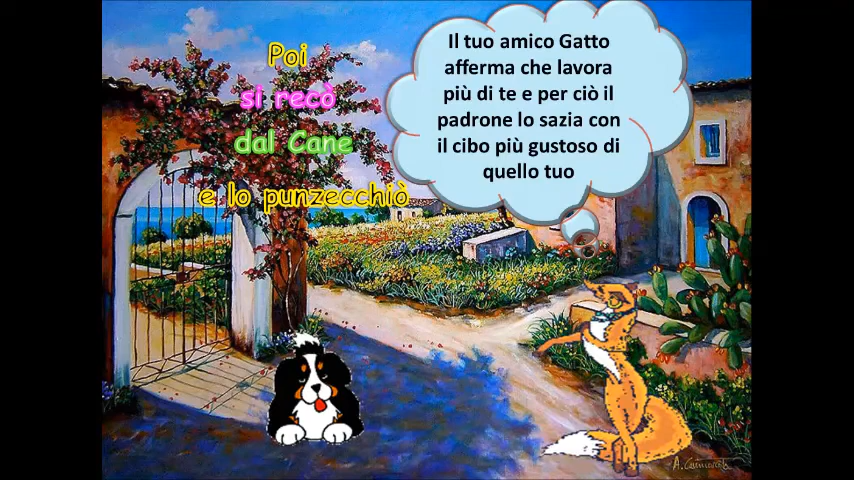 Poi
si recò
dal Cane
e lo punzecchiò
Il tuo amico Gatto
afferma che lavora
più di te e per ciò il
padrone lo sazia con
il cibo più gustoso di
quello tuo